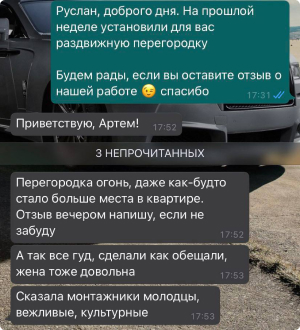 Руслан, доброго дня. На прошлой
неделе установили для вас
раздвижную перегородку
Будем рады, если вы оставите отзыв о
нашей работе 😉 спасибо
17:31
Приветствую, Артем!
17:52
3 НЕПРОЧИТАННЫХ
Перегородка огонь, даже как-будто
стало больше места в квартире.
Отзыв вечером напишу, если не
забуду
17:52
А так все гуд, сделали как обещали,
жена тоже довольна
17:53
Сказала монтажники молодцы,
вежливые, культурные
17:53